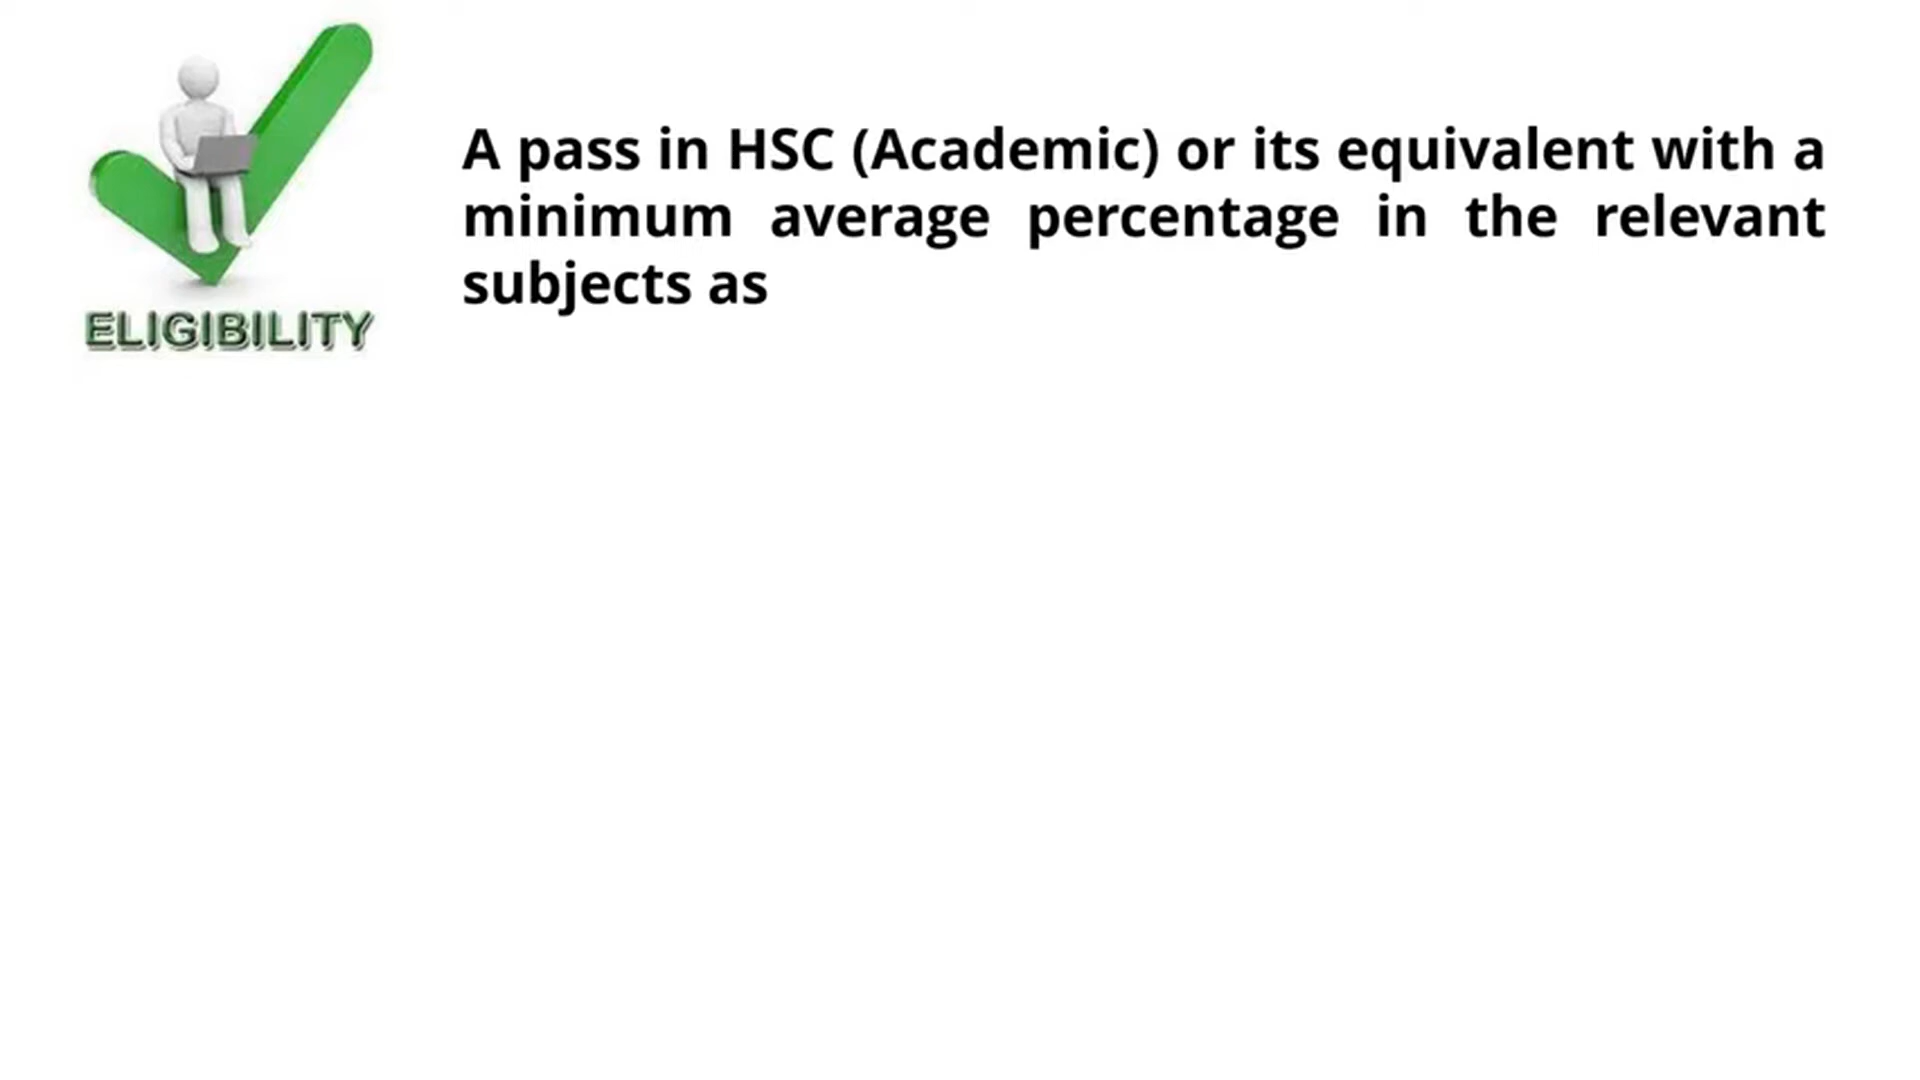 ELIGIBILITY
A pass in HSC (Academic) or its equivalent with a
minimum average percentage in the relevant
subjects as